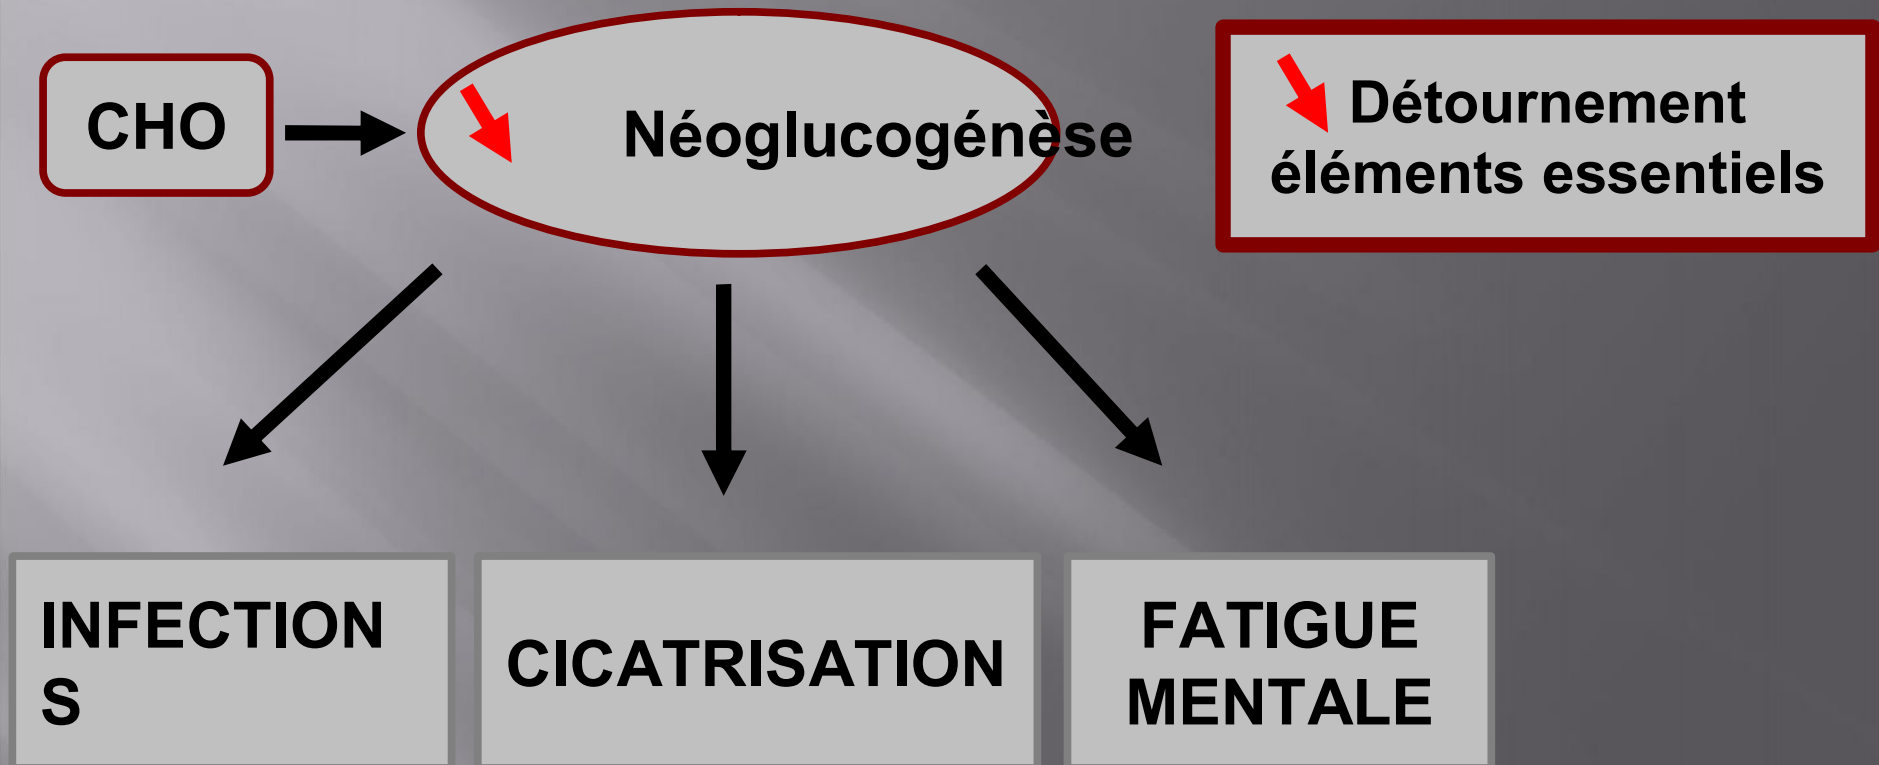 CHO
Néoglucogénèse
Détournement
éléments essentiels
INFECTION
S
CICATRISATION
FATIGUE
MENTALE